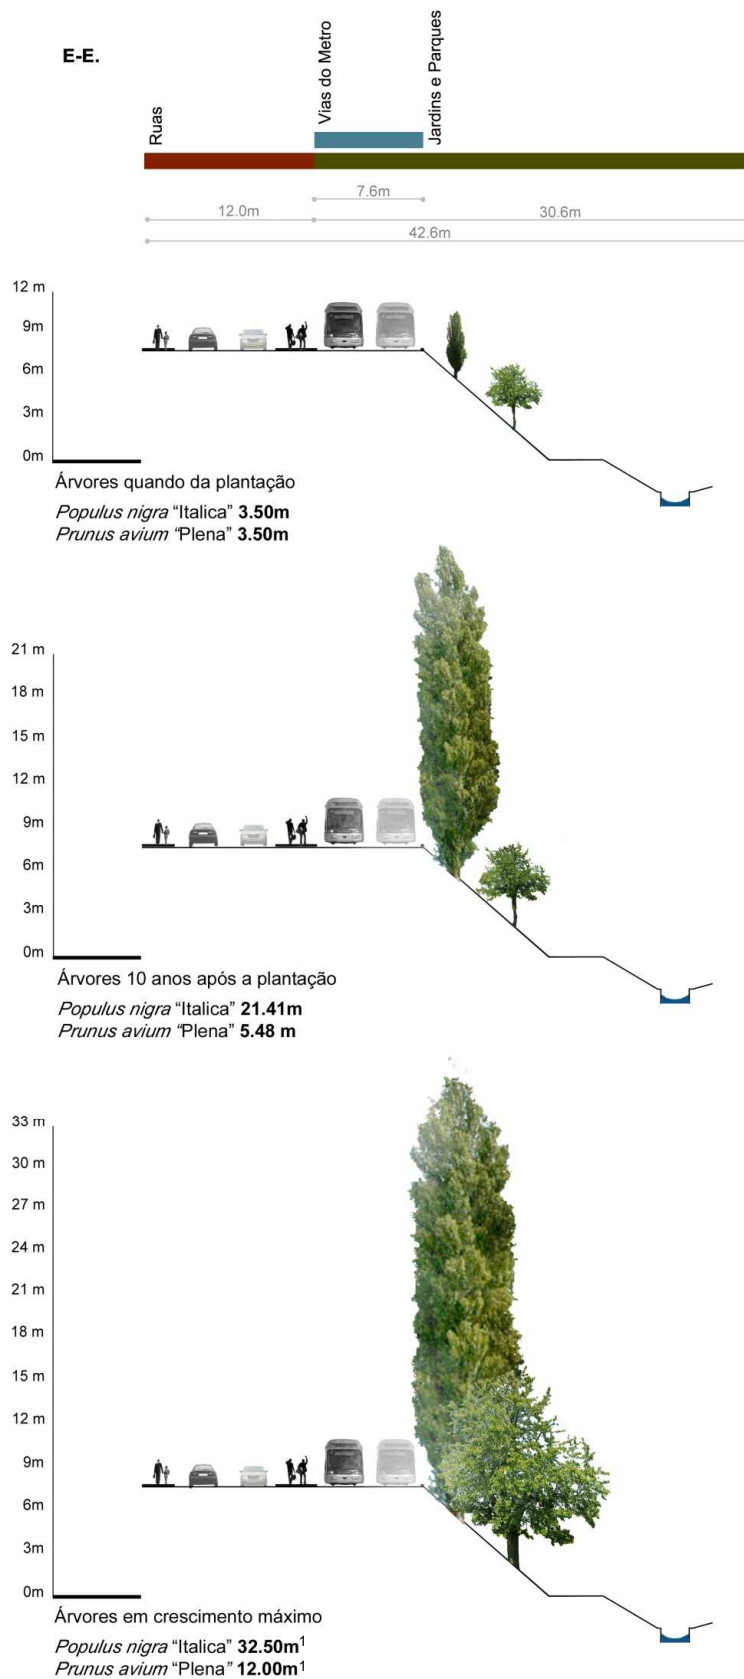 E-E.
Ruas
Vias do Metro
Jardins e Parques
7.6m
12.0m
30.6m
42.6m
12 m
9m
6m
3m
0m
Árvores quando da plantação
Populus nigra “Italica” 3.50m
Prunus avium “Plena” 3.50m
21 m
18 m
15 m
12 m
9m
6m
3m
0m
Árvores 10 anos após a plantação
Populus nigra “Italica” 21.41m
Prunus avium “Plena” 5.48 m
33 m
30 m
27 m
24 m
21 m
18 m
15 m
12 m
9m
6m
3m
0m
Árvores em crescimento máximo
Populus nigra “Italica” 32.50m¹
Prunus avium “Plena” 12.00m¹